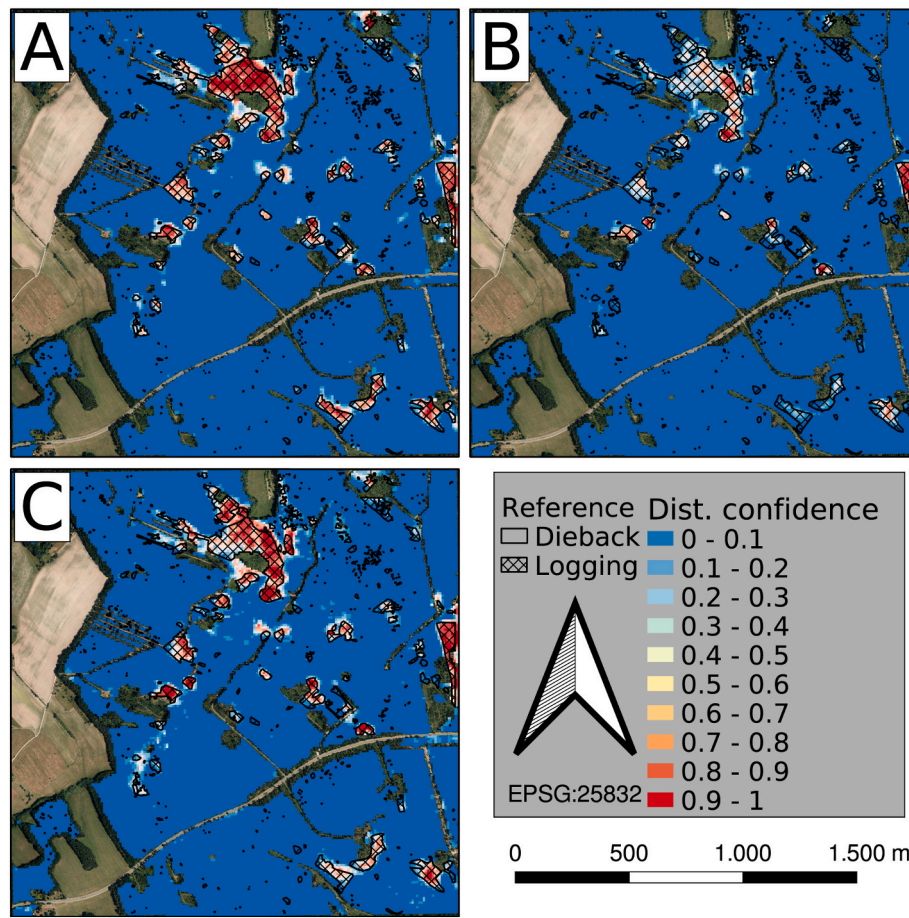 A
B
C
Reference
Dieback
Logging
Dist. confidence
0 - 0.1
0.1 - 0.2
0.2 - 0.3
0.3 - 0.4
0.4 - 0.5
0.5 - 0.6
0.6 - 0.7
0.7 - 0.8
0.8 - 0.9
0.9 - 1
EPSG:25832
0 500 1.000 1.500 m